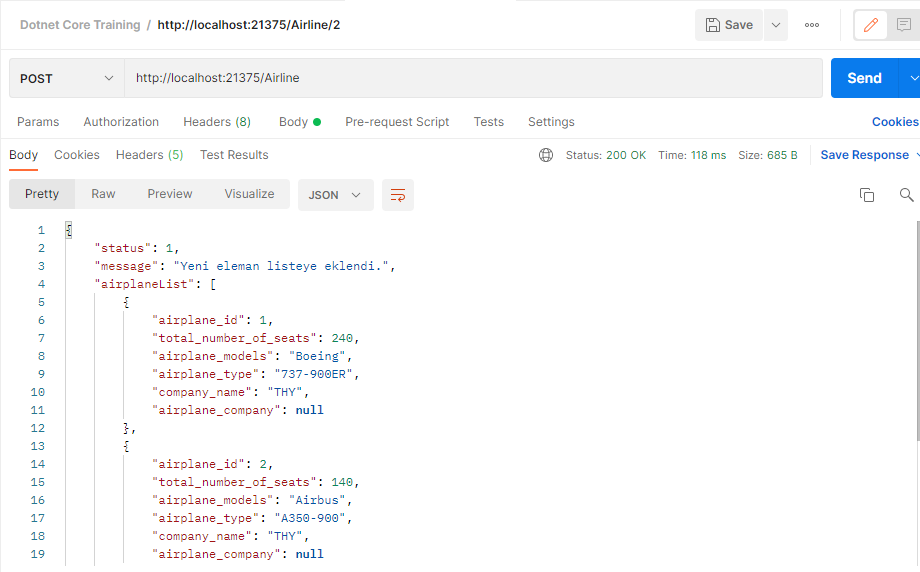 Dotnet Core Training / http://localhost:21375/Airline/2 Save
POST http://localhost:21375/Airline Send
Params Authorization Headers (8) Body Pre-request Script Tests Settings Cookies
Body Cookies Headers (5) Test Results Status: 200 OK Time: 118 ms Size: 685 B Save Response
Pretty Raw Preview Visualize JSON
1 {
2 "status": 1,
3 "message": "Yeni eleman listeye eklendi.",
4 "airplaneList": [
5 {
6 "airplane_id": 1,
7 "total_number_of_seats": 240,
8 "airplane_models": "Boeing",
9 "airplane_type": "737-900ER",
10 "company_name": "THY",
11 "airplane_company": null
12 },
13 {
14 "airplane_id": 2,
15 "total_number_of_seats": 140,
16 "airplane_models": "Airbus",
17 "airplane_type": "A350-900",
18 "company_name": "THY",
19 "airplane_company": null